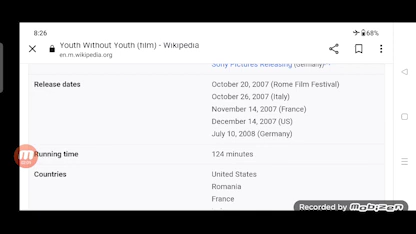 8:26
68%
Youth Without Youth (film) - Wikipedia
en.m.wikipedia.org
Sony Pictures Releasing (Germany)
Release dates
October 20, 2007 (Rome Film Festival)
October 26, 2007 (Italy)
November 14, 2007 (France)
December 14, 2007 (US)
July 10, 2008 (Germany)
Running time
124 minutes
Countries
United States
Romania
France
Recorded by Mobizen